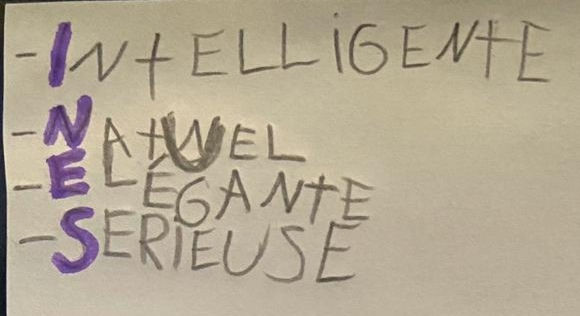 - INtELLiGENtE
- NAtUEL
- ELÉGANtE
- SERIEUSE